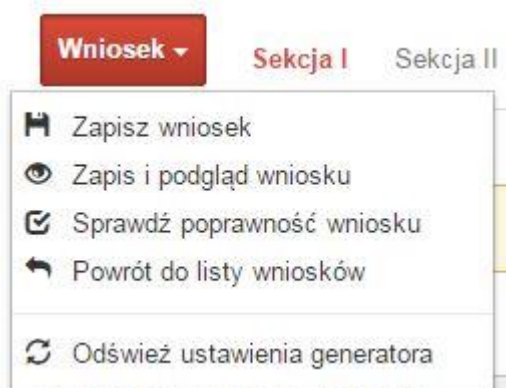 Wniosek Sekcja I Sekcja II
Zapisz wniosek
Zapis i podgląd wniosku
Sprawdź poprawność wniosku
Powrót do listy wniosków
Odśwież ustawienia generatora